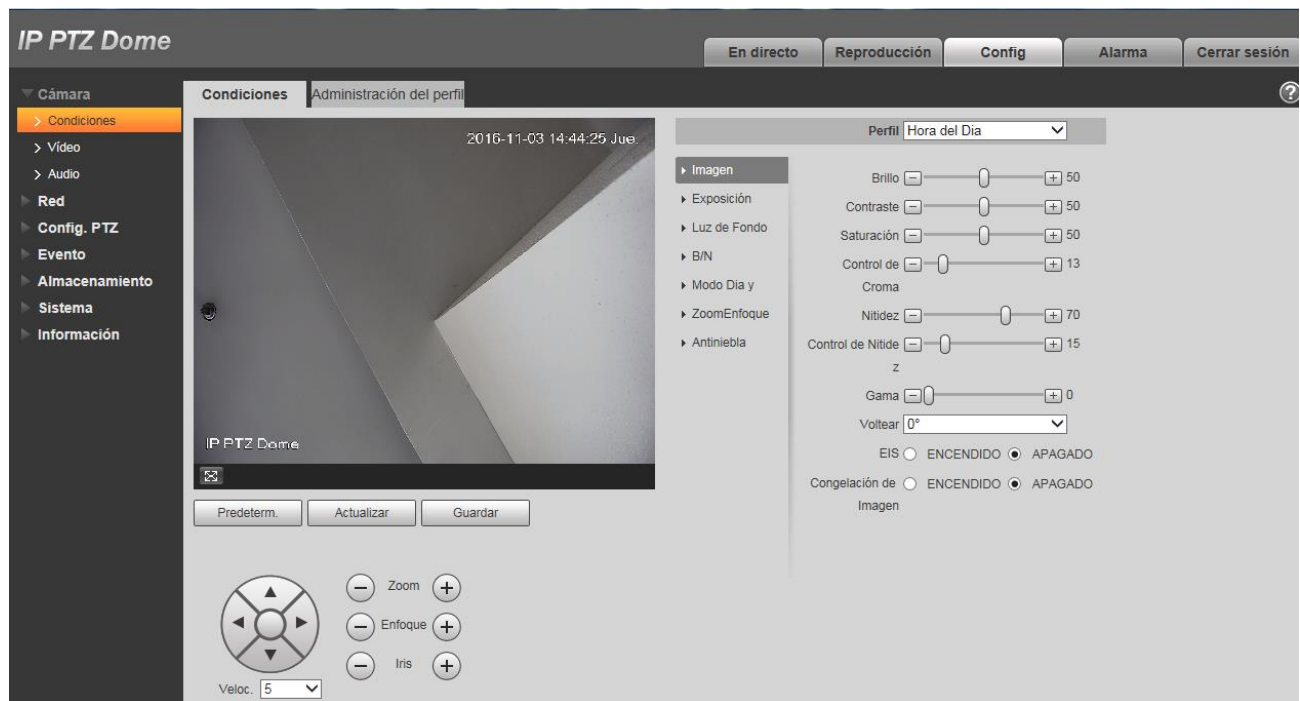 IP PTZ Dome
En directo
Reproducción
Config
Alarma
Cerrar sesión
Cámara
Condiciones
Vídeo
Audio
Red
Config. PTZ
Evento
Almacenamiento
Sistema
Información
Condiciones
Administración del perfil
?
2016-11-03 14:44:25 Jue.
IP PTZ Dome
Predeterm.
Actualizar
Guardar
Zoom
Enfoque
Iris
Veloc. 5
Perfil Hora del Dia
Imagen
Exposición
Luz de Fondo
B/N
Modo Dia y
ZoomEnfoque
Antiniebla
Brillo 50
Contraste 50
Saturación 50
Control de 13
Croma
Nitidez 70
Control de Nitide 15
z
Gama 0
Voltear 0°
EIS ENCENDIDO APAGADO
Congelación de ENCENDIDO APAGADO
Imagen